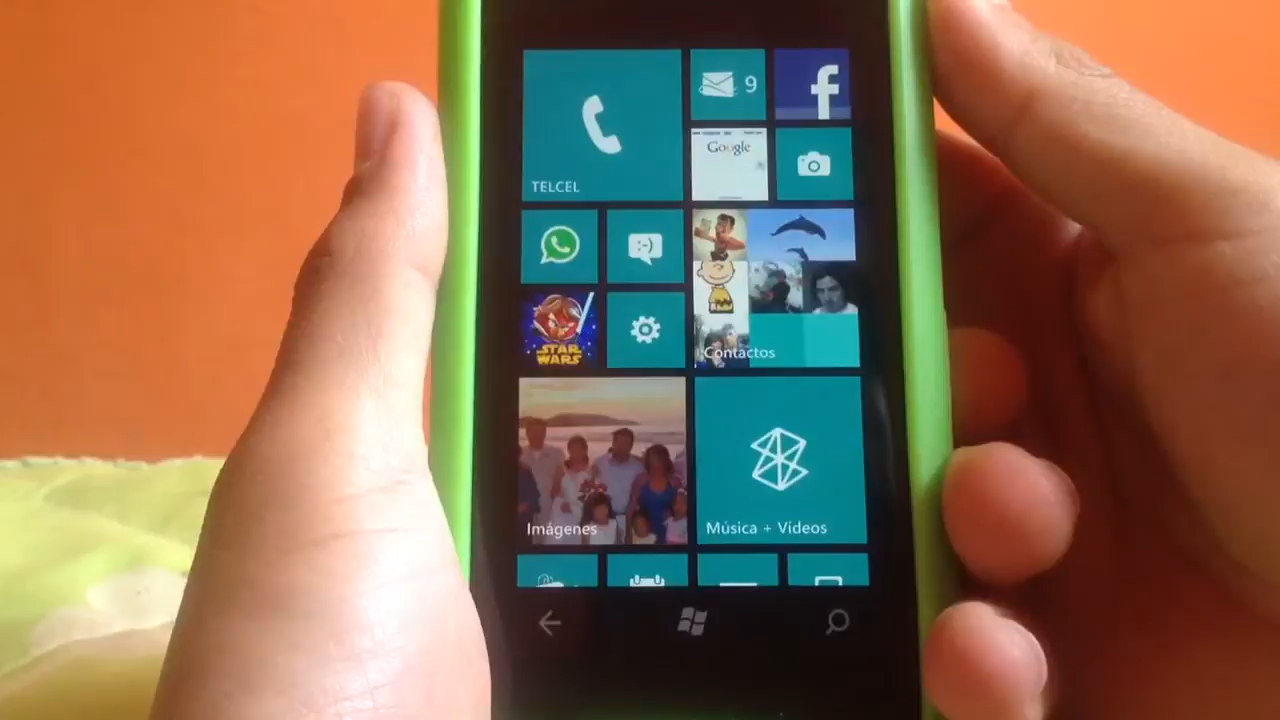 9
f
Google
TELCEL
:-)
STAR
WARS
Contactos
Imágenes
Música + Vídeos